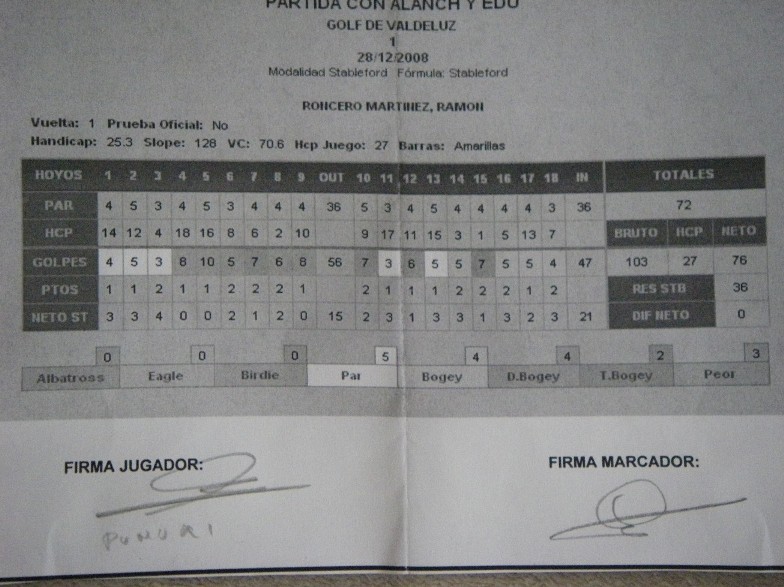 PARTIDA CON ALANCH Y EDU
GOLF DE VALDELUZ
1
28/12/2008
Modalidad Stableford Fórmula: Stableford
RONCERO MARTINEZ, RAMON
Vuelta: 1 Prueba Oficial: No
Handicap: 25.3 Slope: 128 VC: 70.6 Hcp Juego: 27 Barras: Amarillas
HOYOS 1 2 3 4 5 6 7 8 9 OUT 10 11 12 13 14 15 16 17 18 IN TOTALES
PAR 4 5 3 4 5 3 4 4 4 36 5 3 4 5 4 4 4 4 3 36 72
HCP 14 12 4 18 16 8 6 2 10 9 17 11 15 3 1 5 13 7 BRUTO HCP NETO
GOLPES 4 5 3 8 10 5 7 6 8 56 7 3 6 5 5 7 5 5 4 47 103 27 76
PTOS 1 1 2 1 1 2 2 2 1 2 1 1 1 2 2 2 1 2 RES STB 36
NETO ST 3 3 4 0 0 2 1 2 0 15 2 3 1 3 3 1 3 2 3 21 DIF NETO 0
0 0 0 5 4 4 2 3
Albatross Eagle Birdie Par Bogey D.Bogey T.Bogey Peor
FIRMA JUGADOR: FIRMA MARCADOR: